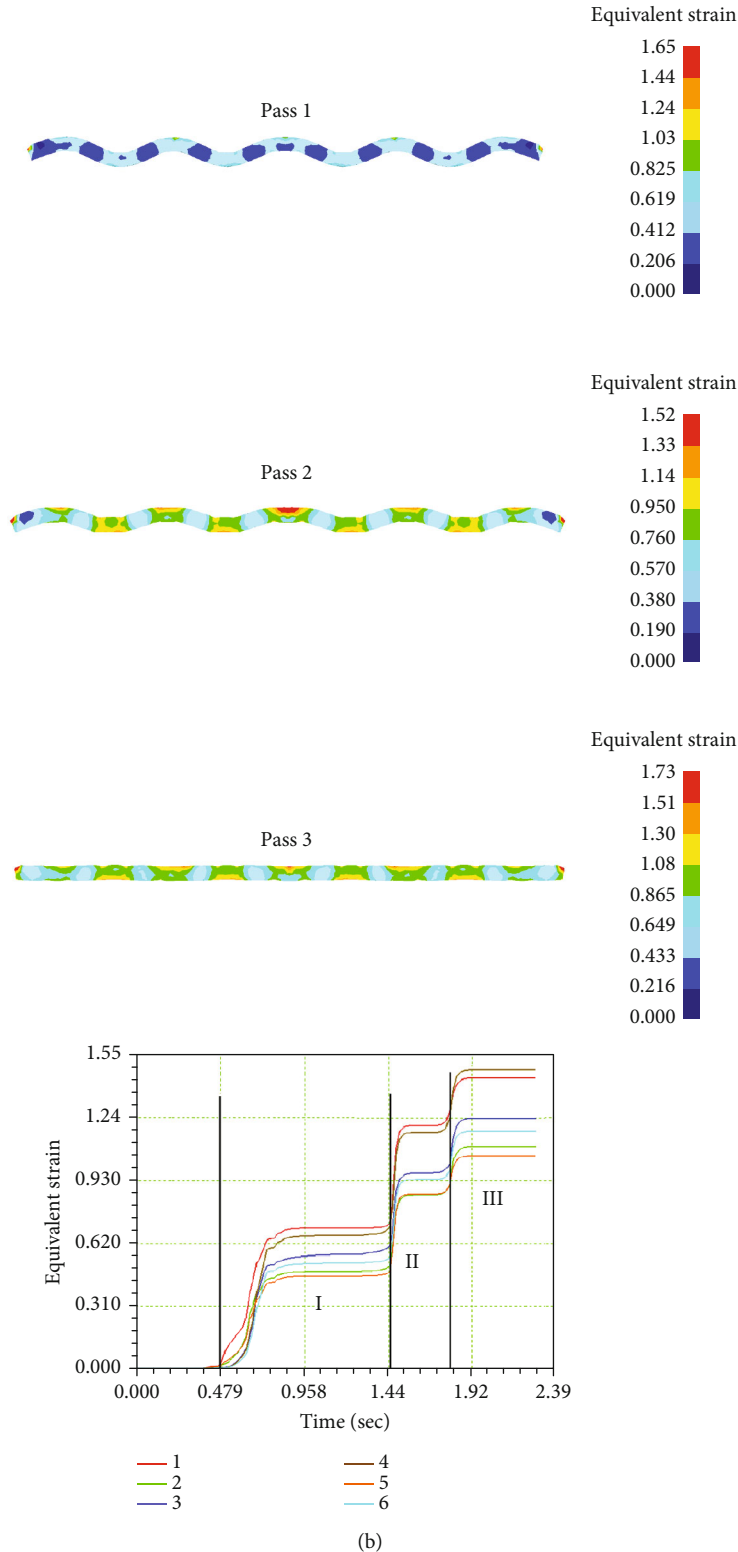 Equivalent strain
1.65
1.44
1.24
1.03
0.825
0.619
0.412
0.206
0.000
Pass 1
Equivalent strain
1.52
1.33
1.14
0.950
0.760
0.570
0.380
0.190
0.000
Pass 2
Equivalent strain
1.73
1.51
1.30
1.08
0.865
0.649
0.433
0.216
0.000
Pass 3
Equivalent strain
1.55
1.24
0.930
0.620
0.310
0.000
I
II
III
0.000 0.479 0.958 1.44 1.92 2.39
Time (sec)
1 4
2 5
3 6
(b)